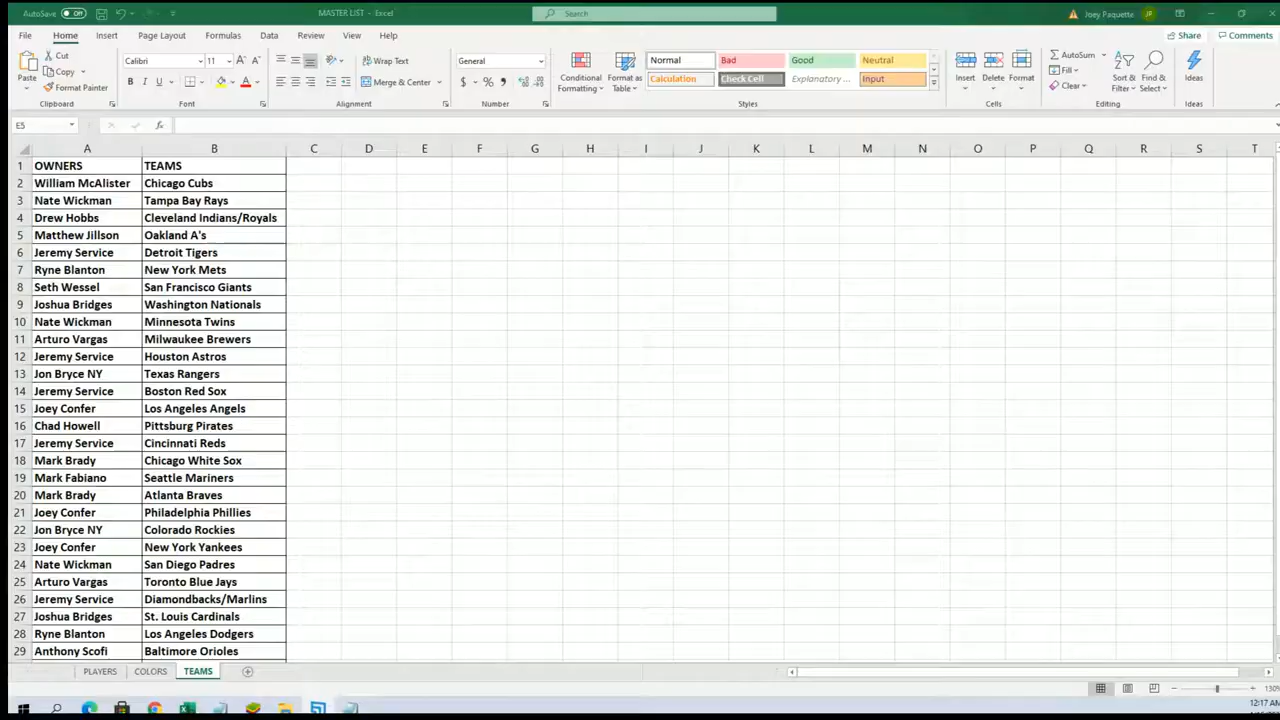 AutoSave Off MASTER LIST - Excel Search Joey Paquette JP
File Home Insert Page Layout Formulas Data Review View Help Share Comments
Paste Cut Copy Format Painter Clipboard
Calibri 11 B I U A Font
Wrap Text Merge & Center Alignment
General $ % Number
Conditional Formatting Format as Table
Normal Bad Good Neutral
Calculation Check Cell Explanatory ... Input
Styles
Insert Delete Format Cells
AutoSum Fill Clear Sort & Filter Find & Select Editing
Ideas Ideas
E5 fx
A B C D E F G H I J K L M N O P Q R S T
1 OWNERS TEAMS
2 William McAlister Chicago Cubs
3 Nate Wickman Tampa Bay Rays
4 Drew Hobbs Cleveland Indians/Royals
5 Matthew Jillson Oakland A's
6 Jeremy Service Detroit Tigers
7 Ryne Blanton New York Mets
8 Seth Wessel San Francisco Giants
9 Joshua Bridges Washington Nationals
10 Nate Wickman Minnesota Twins
11 Arturo Vargas Milwaukee Brewers
12 Jeremy Service Houston Astros
13 Jon Bryce NY Texas Rangers
14 Jeremy Service Boston Red Sox
15 Joey Confer Los Angeles Angels
16 Chad Howell Pittsburg Pirates
17 Jeremy Service Cincinnati Reds
18 Mark Brady Chicago White Sox
19 Mark Fabiano Seattle Mariners
20 Mark Brady Atlanta Braves
21 Joey Confer Philadelphia Phillies
22 Jon Bryce NY Colorado Rockies
23 Joey Confer New York Yankees
24 Nate Wickman San Diego Padres
25 Arturo Vargas Toronto Blue Jays
26 Jeremy Service Diamondbacks/Marlins
27 Joshua Bridges St. Louis Cardinals
28 Ryne Blanton Los Angeles Dodgers
29 Anthony Scofi Baltimore Orioles
PLAYERS COLORS TEAMS
130%
12:17 AM